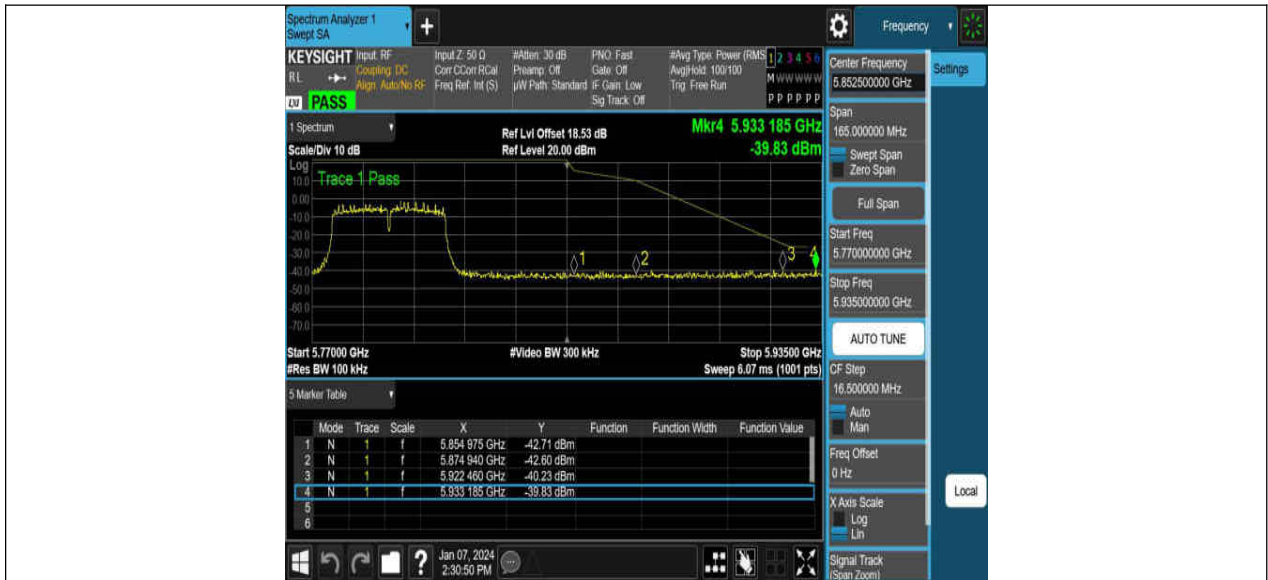 Spectrum Analyzer 1
Swept SA
+
Frequency
KEYSIGHT
RL
LXI PASS
Input: RF
Coupling: DC
Align: Auto/No RF
Input Z: 50 Ω
Corr CCorr RCal
Freq Ref: Int (S)
#Atten: 30 dB
Preamp: Off
µW Path: Standard
PNO: Fast
Gate: Off
IF Gain: Low
Sig Track: Off
#Avg Type: Power (RMS
Avg|Hold: 100/100
Trig: Free Run
1 2 3 4 5 6
M W W W W W
P P P P P P
1 Spectrum
Scale/Div 10 dB
Ref Lvl Offset 18.53 dB
Ref Level 20.00 dBm
Mkr4 5.933 185 GHz
-39.83 dBm
Log
Trace 1 Pass
10.0
0.00
-10.0
-20.0
-30.0
-40.0
-50.0
-60.0
-70.0
1
2
3
4
Start 5.77000 GHz
#Res BW 100 kHz
#Video BW 300 kHz
Stop 5.93500 GHz
Sweep 6.07 ms (1001 pts)
5 Marker Table
Mode Trace Scale X Y Function Function Width Function Value
1 N 1 f 5.854 975 GHz -42.71 dBm
2 N 1 f 5.874 940 GHz -42.60 dBm
3 N 1 f 5.922 460 GHz -40.23 dBm
4 N 1 f 5.933 185 GHz -39.83 dBm
5
6
?
Jan 07, 2024
2:30:50 PM
Center Frequency
5.852500000 GHz
Settings
Span
165.000000 MHz
Swept Span
Zero Span
Full Span
Start Freq
5.770000000 GHz
Stop Freq
5.935000000 GHz
AUTO TUNE
CF Step
16.500000 MHz
Auto
Man
Freq Offset
0 Hz
Local
X Axis Scale
Log
Lin
Signal Track
(Span Zoom)